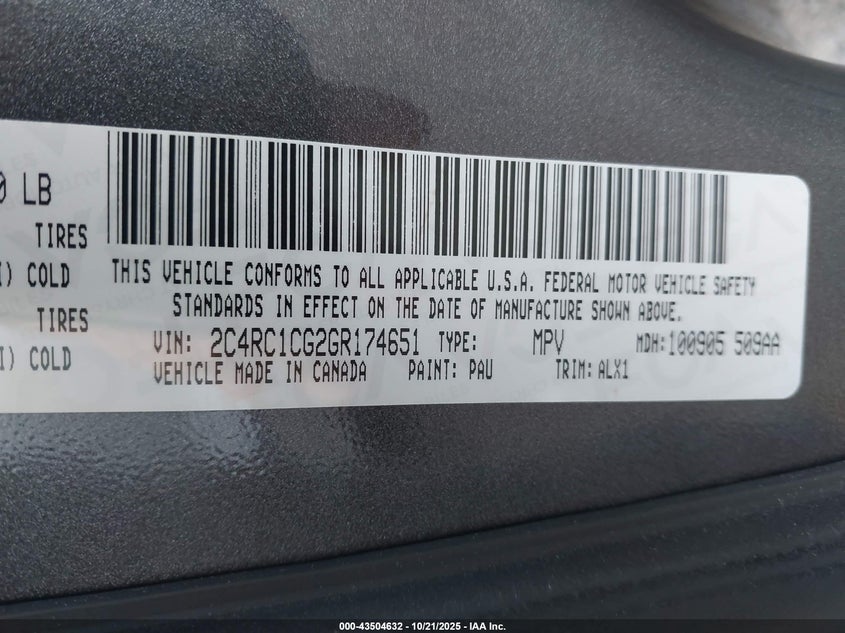 0 LB
TIRES
I) COLD
TIRES
I) COLD
THIS VEHICLE CONFORMS TO ALL APPLICABLE U.S.A. FEDERAL MOTOR VEHICLE SAFETY
STANDARDS IN EFFECT ON THE DATE OF MANUFACTURE SHOWN ABOVE.
VIN: 2C4RC1CG2GR174651 TYPE: MPV MDH:100905 509AA
VEHICLE MADE IN CANADA PAINT: PAU TRIM: ALX1
000-43504632 - 10/21/2025 - IAA Inc.